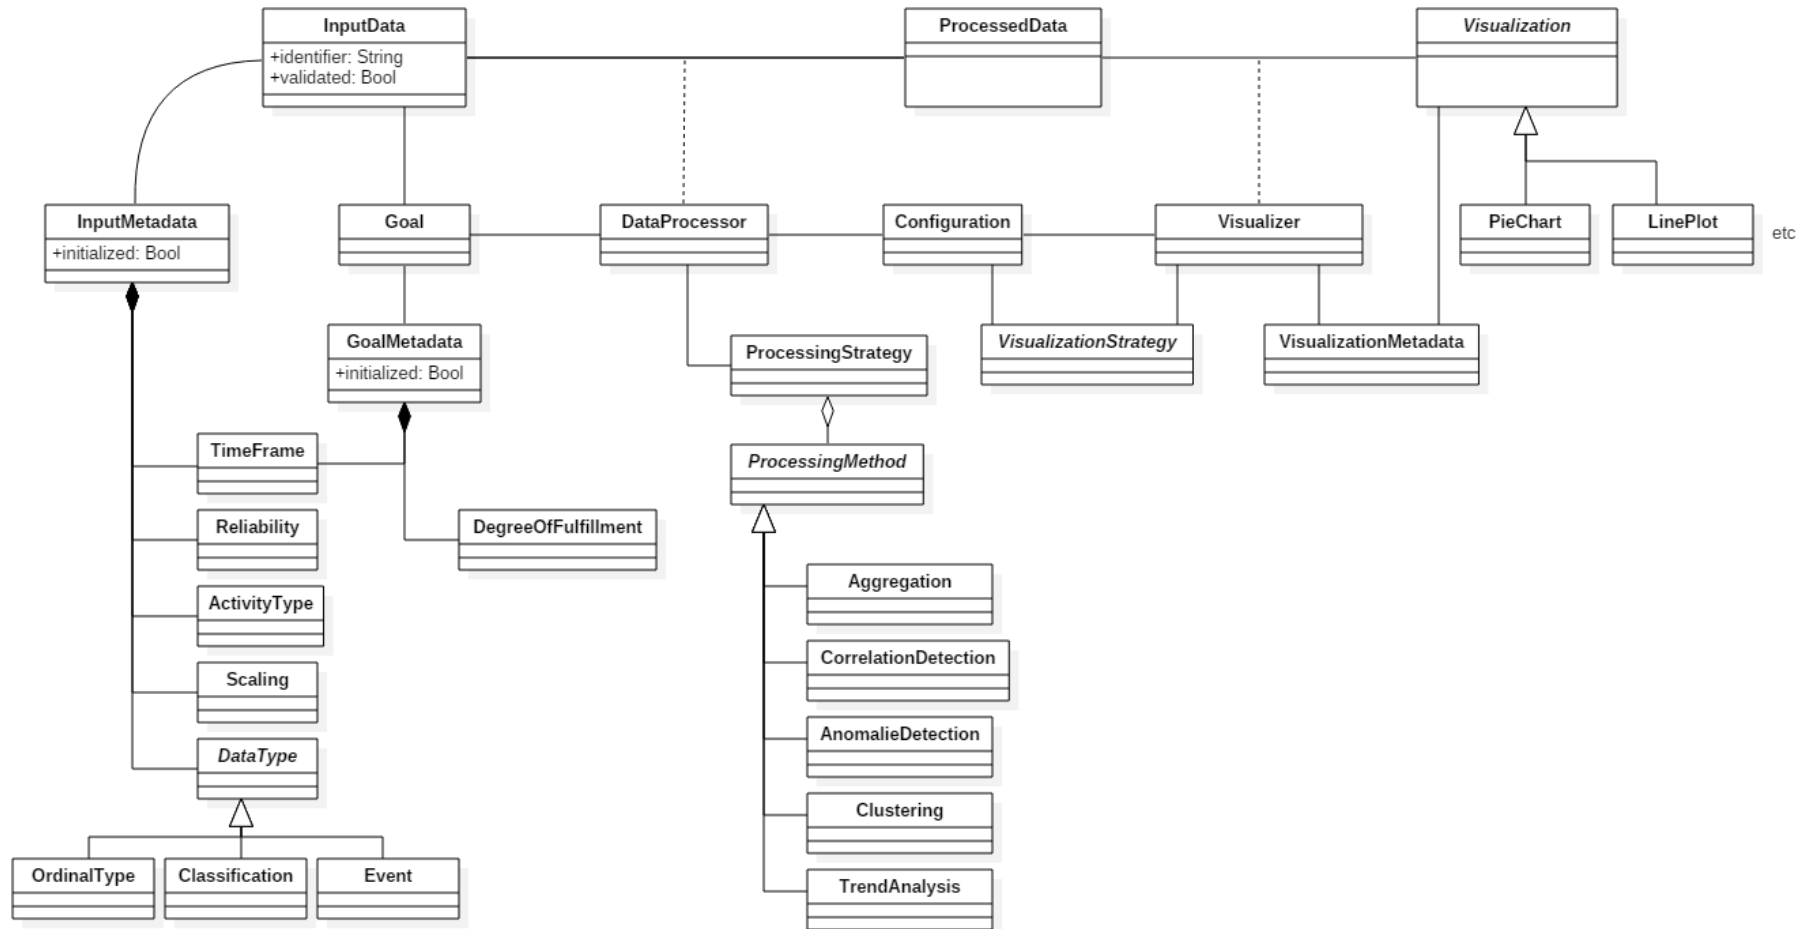 InputData
+identifier: String
+validated: Bool
ProcessedData
Visualization
InputMetadata
+initialized: Bool
Goal
DataProcessor
Configuration
Visualizer
PieChart
LinePlot
etc
GoalMetadata
+initialized: Bool
ProcessingStrategy
VisualizationStrategy
VisualizationMetadata
TimeFrame
ProcessingMethod
Reliability
DegreeOfFulfillment
Aggregation
ActivityType
CorrelationDetection
Scaling
AnomalieDetection
DataType
Clustering
OrdinalType
Classification
Event
TrendAnalysis